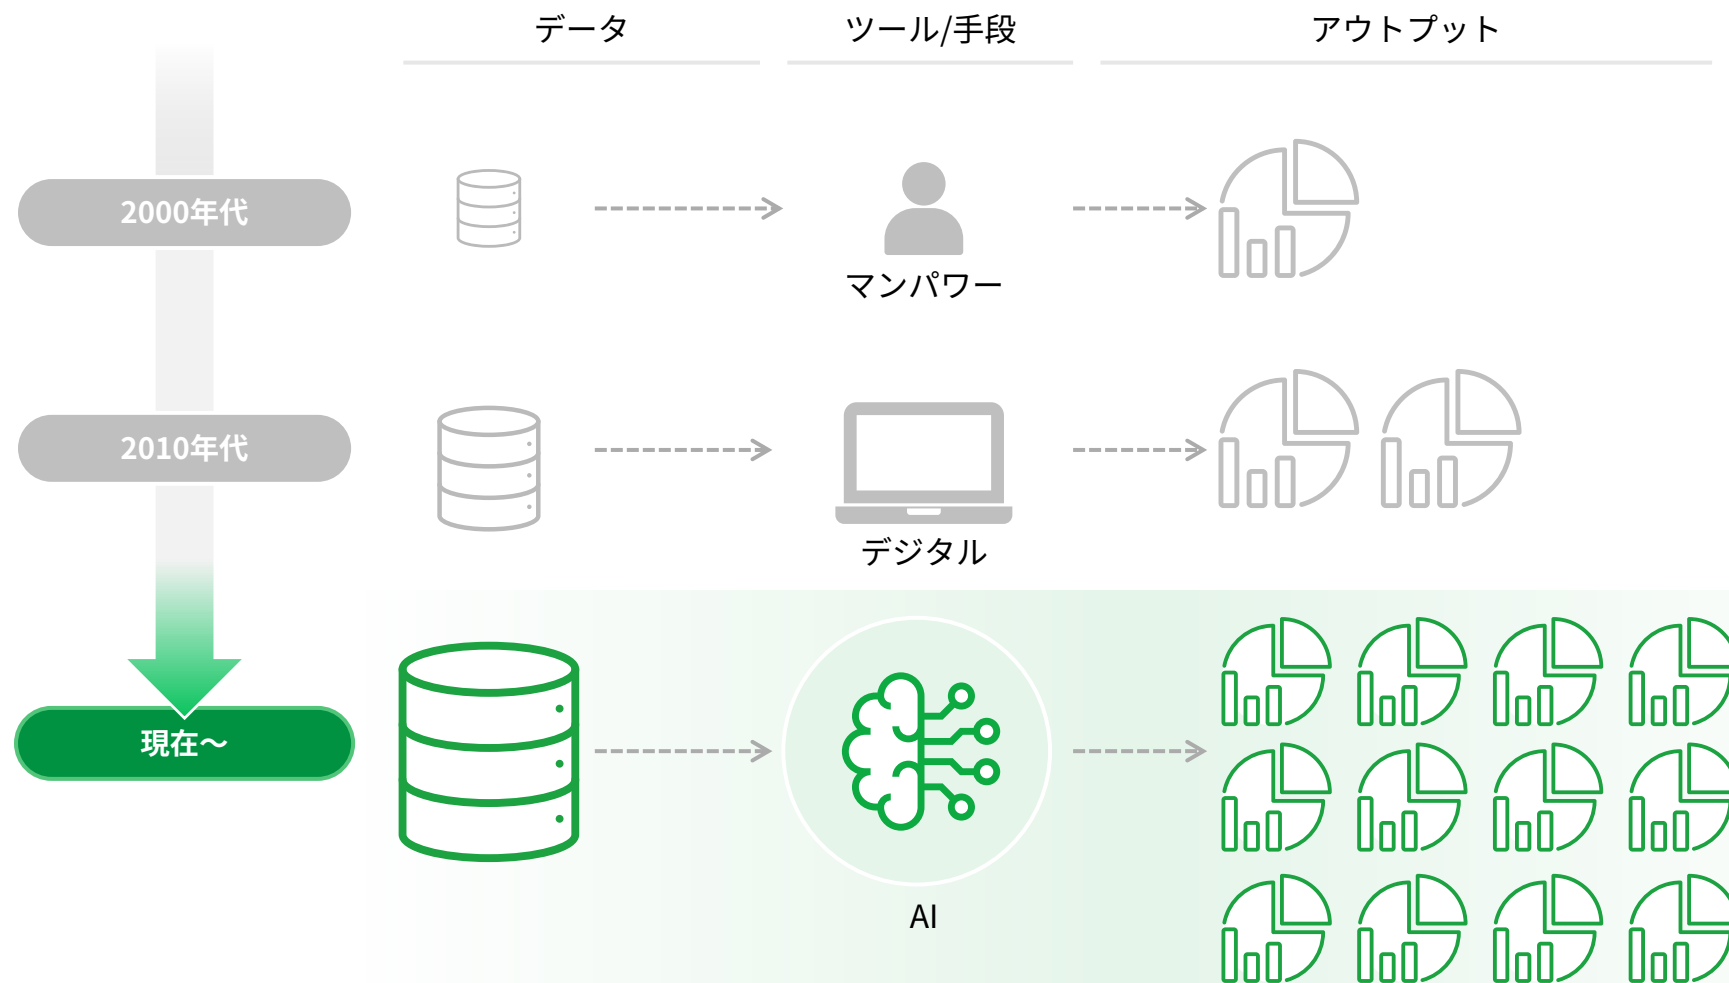 データ
ツール/手段
アウトプット
2000年代
マンパワー
2010年代
デジタル
現在～
AI